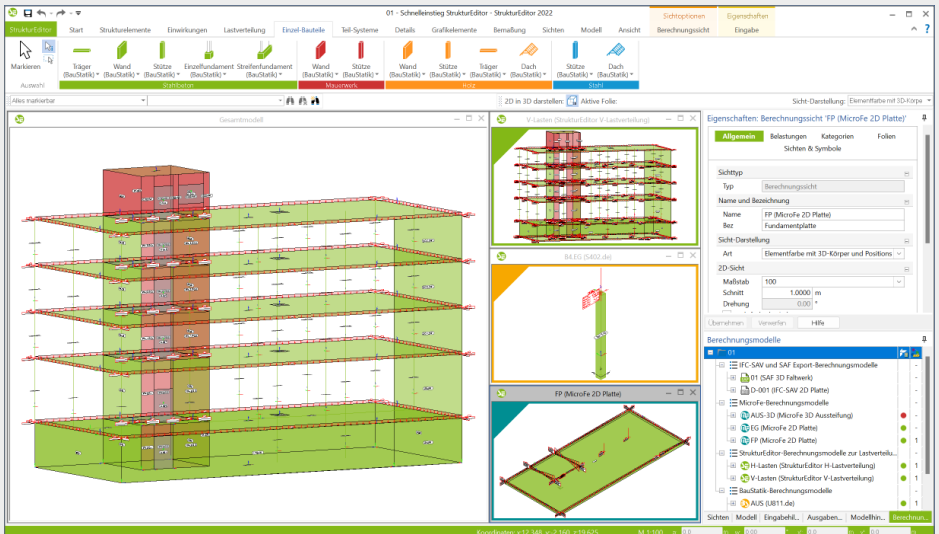 01 - Schnelleinstieg StrukturEditor - StrukturEditor 2022
Sichtoptionen Eigenschaften
StrukturEditor Start Strukturelemente Einwirkungen Lastverteilung Einzel-Bauteile Teil-Systeme Details Grafikelemente Bemaßung Sichten Modell Ansicht Berechnungssicht Eingabe
Markieren Träger Wand Stütze Einzelfundament Streifenfundament Wand Stütze Wand Stütze Träger Dach Stütze Dach
(BauStatik) (BauStatik) (BauStatik) (BauStatik) (BauStatik) (BauStatik) (BauStatik) (BauStatik) (BauStatik) (BauStatik) (BauStatik) (BauStatik) (BauStatik)
Auswahl Stahlbeton Mauerwerk Holz Stahl
Alles markierbar 2D in 3D darstellen: Aktive Folie: Sicht-Darstellung: Elementfarbe mit 3D-Körpe
Gesamtmodell
V-Lasten (StrukturEditor V-Lastverteilung)
B4.EG (S402.de)
FP (MicroFe 2D Platte)
Eigenschaften: Berechnungssicht 'FP (MicroFe 2D Platte)'
Allgemein Belastungen Kategorien Folien
Sichten & Symbole
Sichttyp
Typ Berechnungssicht
Name und Bezeichnung
Name FP (MicroFe 2D Platte)
Bez Fundamentplatte
Sicht-Darstellung
Art Elementfarbe mit 3D-Körper und Positions
2D-Sicht
Maßstab 100
Schnitt 1.0000 m
Drehung 0.00 °
Übernehmen Verwerfen Hilfe
Berechnungsmodelle
01
IFC-SAV und SAF Export-Berechnungsmodelle
01 (SAF 3D Faltwerk)
D-001 (IFC-SAV 2D Platte)
MicroFe-Berechnungsmodelle
AUS-3D (MicroFe 3D Aussteifung)
EG (MicroFe 2D Platte)
FP (MicroFe 2D Platte) 1
StrukturEditor-Berechnungsmodelle zur Lastverteilu...
H-Lasten (StrukturEditor H-Lastverteilung) 1
V-Lasten (StrukturEditor V-Lastverteilung) 1
BauStatik-Berechnungsmodelle
AUS (U811.de) 1
Sichten Modell Eingabehil... Ausgaben... Modellhin... Berechnun...
M 1:100